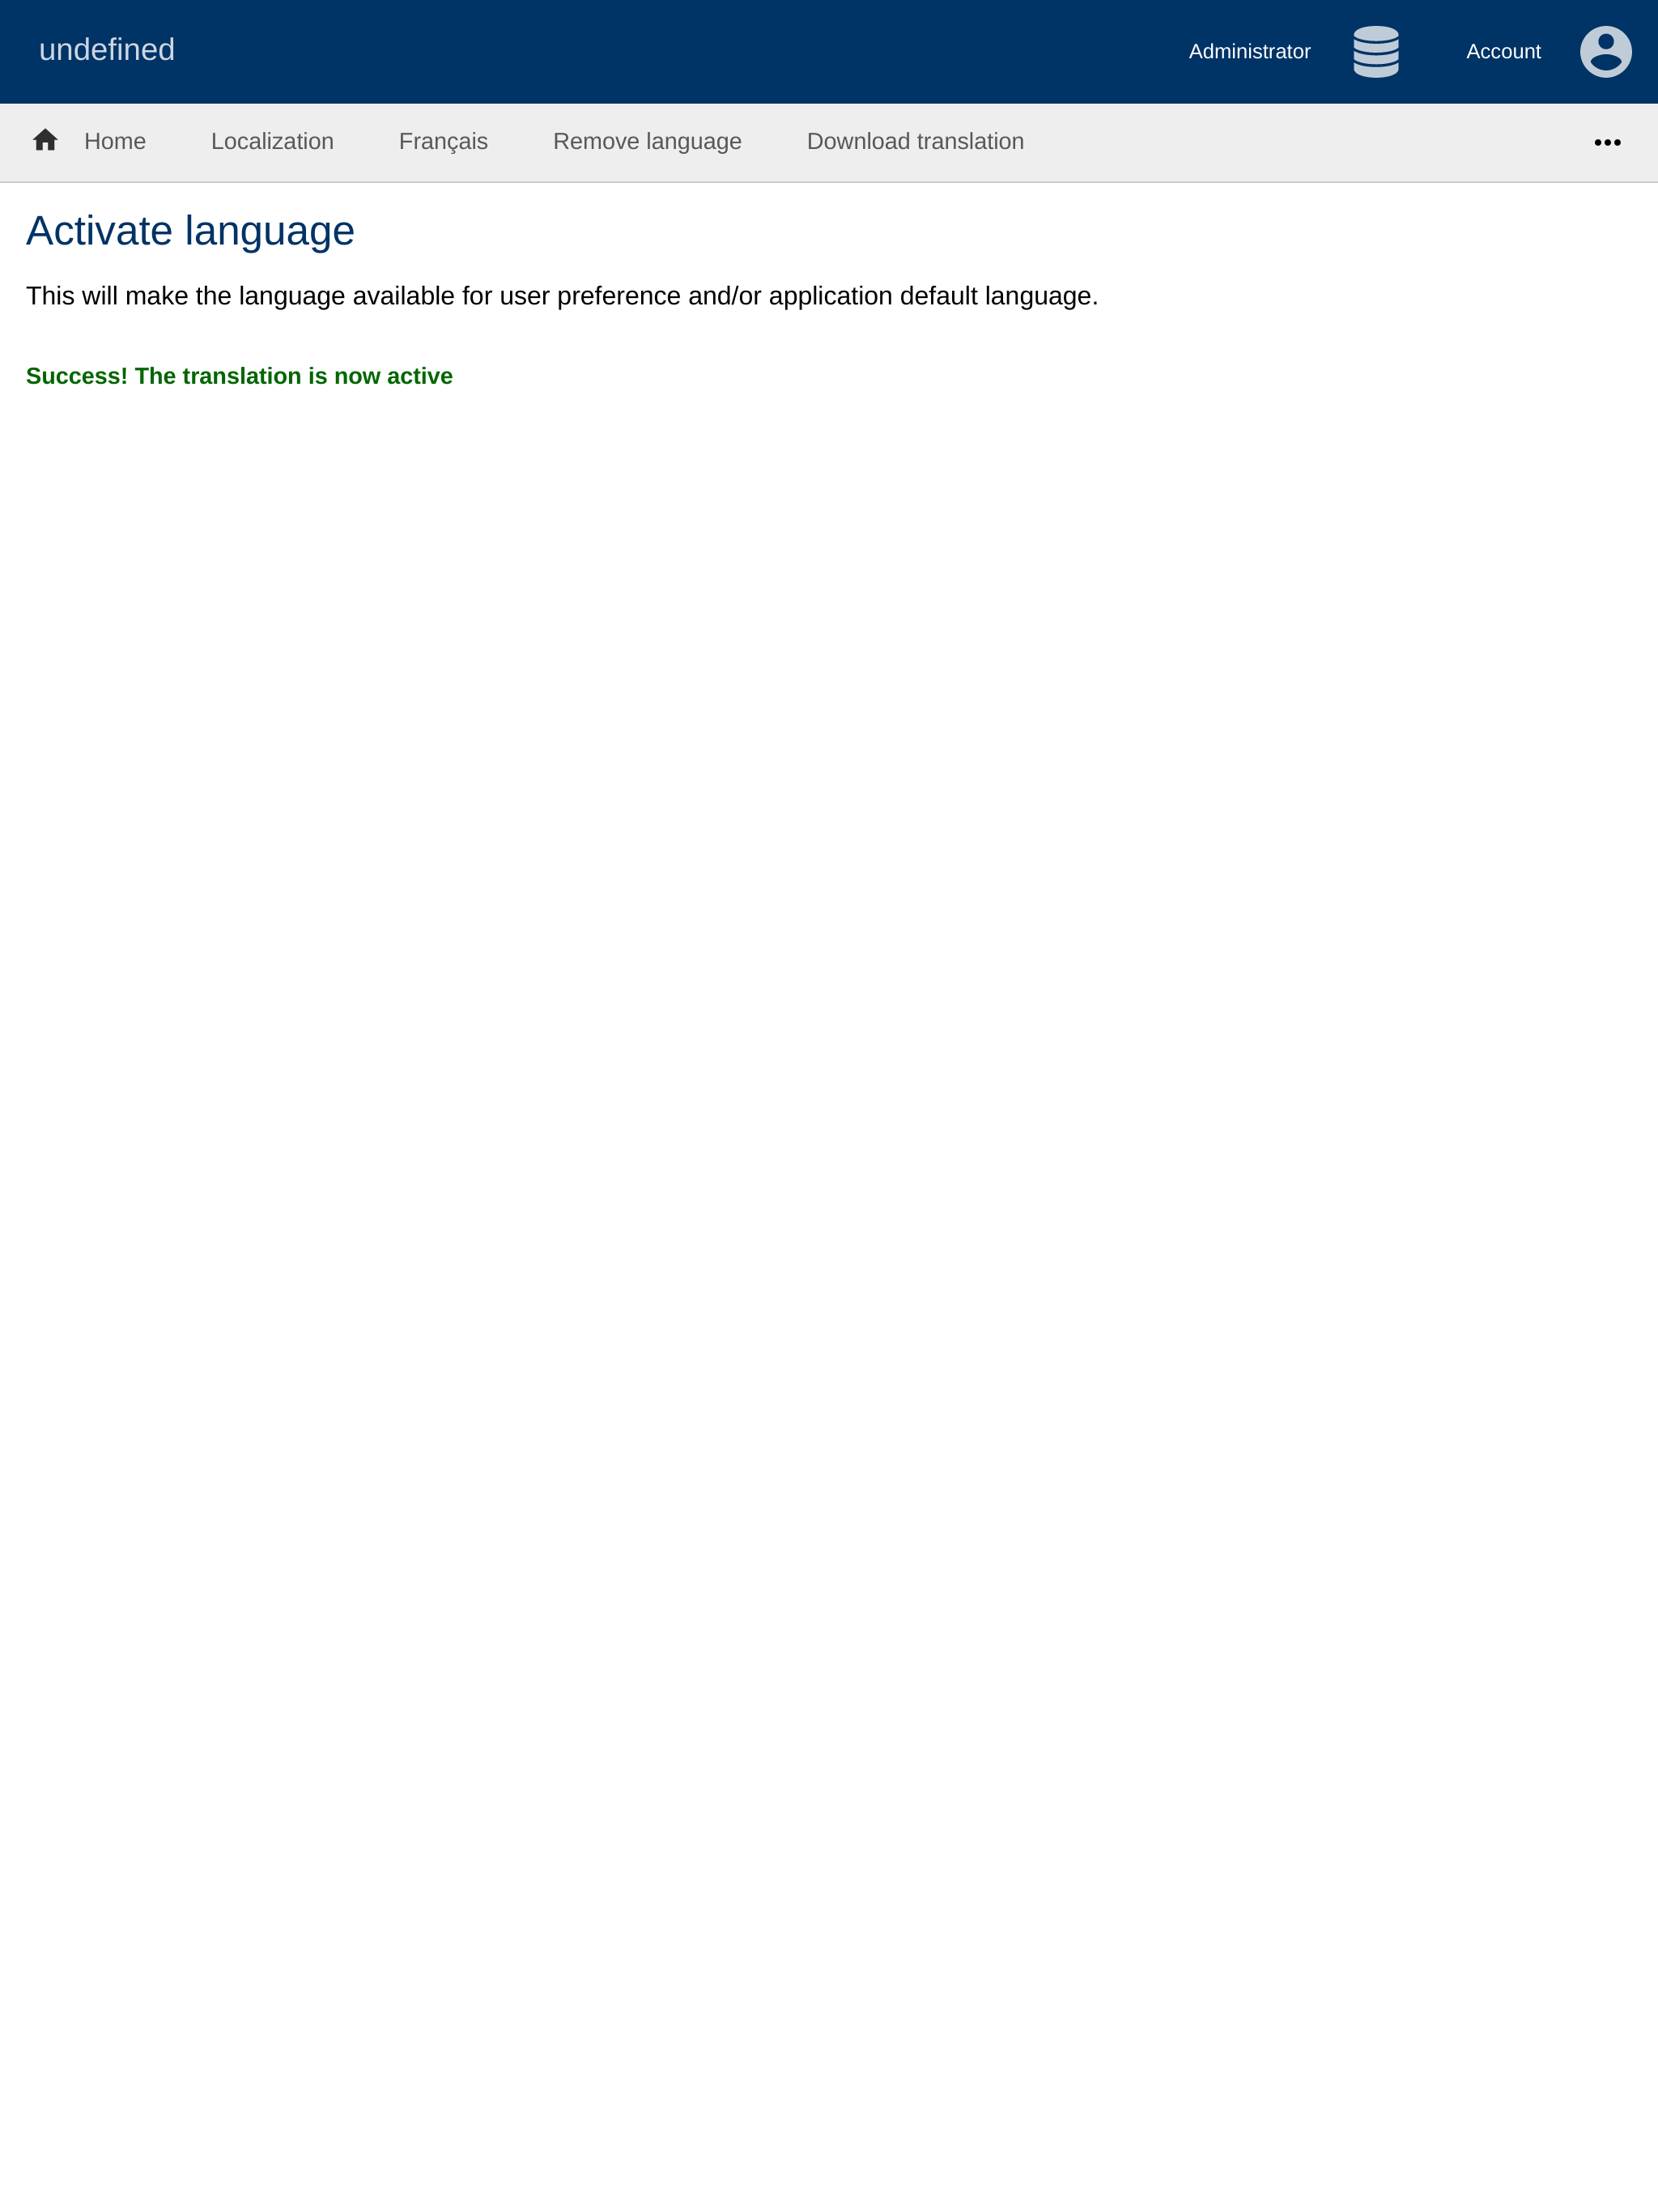 undefined
Administrator
Account
Home
Localization
Français
Remove language
Download translation
Activate language
This will make the language available for user preference and/or application default language.
Success! The translation is now active